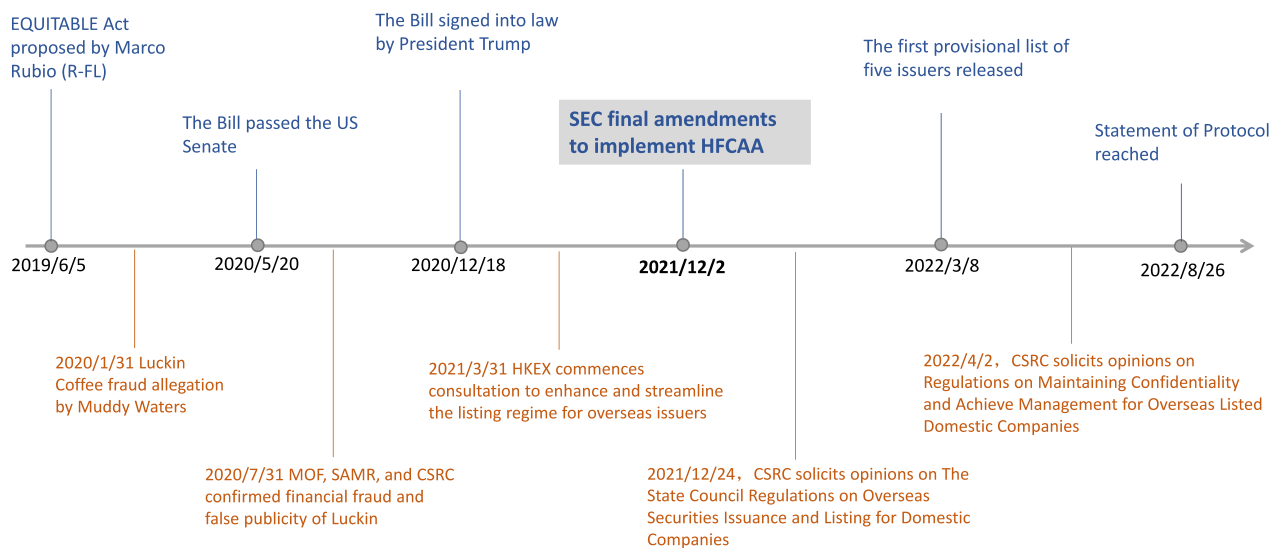 EQUITABLE Act
proposed by Marco
Rubio (R-FL)
The Bill passed the US
Senate
The Bill signed into law
by President Trump
SEC final amendments
to implement HFCAA
The first provisional list of
five issuers released
Statement of Protocol
reached
2019/6/5
2020/5/20
2020/12/18
2021/12/2
2022/3/8
2022/8/26
2020/1/31 Luckin
Coffee fraud allegation
by Muddy Waters
2020/7/31 MOF, SAMR, and CSRC
confirmed financial fraud and
false publicity of Luckin
2021/3/31 HKEX commences
consultation to enhance and streamline
the listing regime for overseas issuers
2021/12/24，CSRC solicits opinions on The
State Council Regulations on Overseas
Securities Issuance and Listing for Domestic
Companies
2022/4/2，CSRC solicits opinions on
Regulations on Maintaining Confidentiality
and Achieve Management for Overseas Listed
Domestic Companies